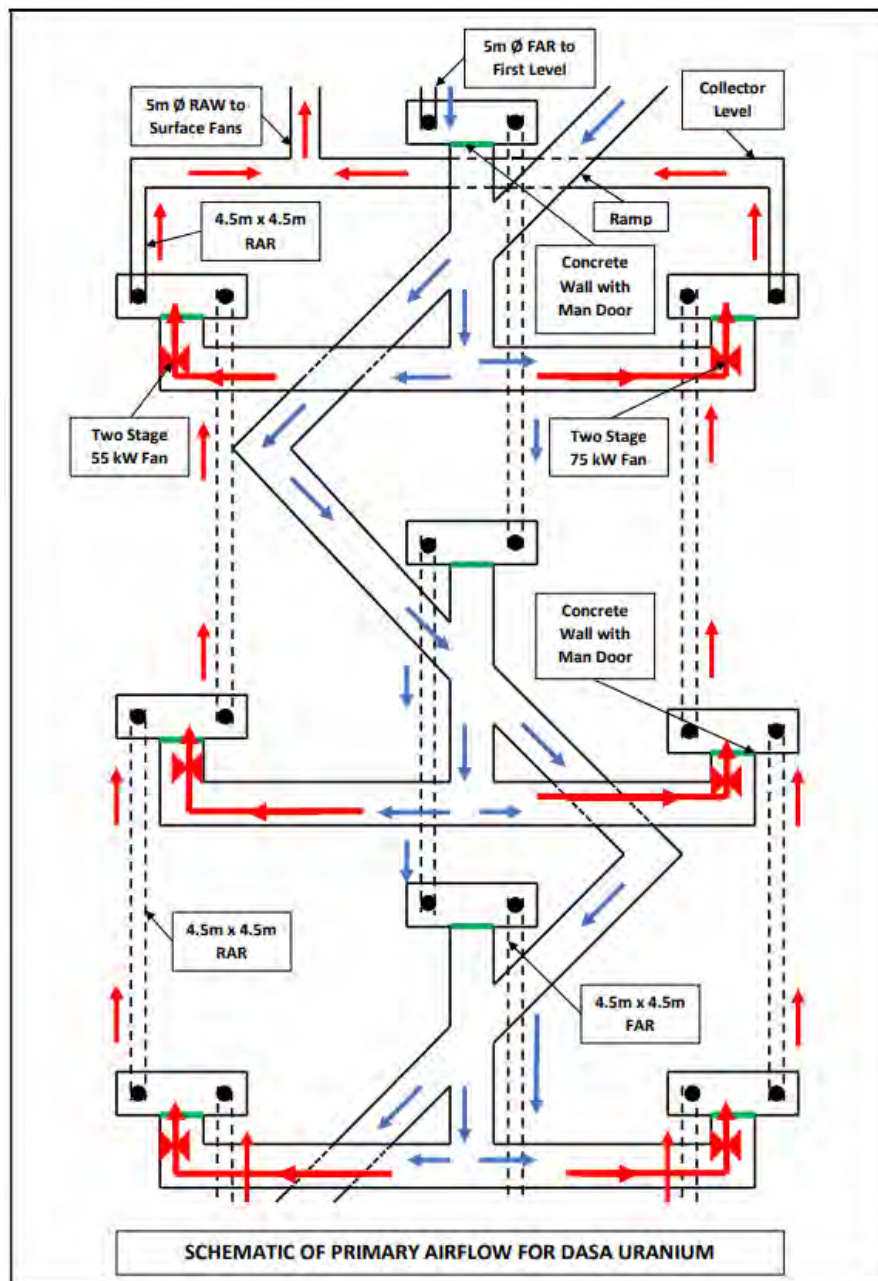 5m Ø FAR to
First Level
5m Ø RAW to
Surface Fans
Collector
Level
4.5m x 4.5m
RAR
Ramp
Concrete
Wall with
Man Door
Two Stage
55 kW Fan
Two Stage
75 kW Fan
Concrete
Wall with
Man Door
4.5m x 4.5m
RAR
4.5m x 4.5m
FAR
SCHEMATIC OF PRIMARY AIRFLOW FOR DASA URANIUM